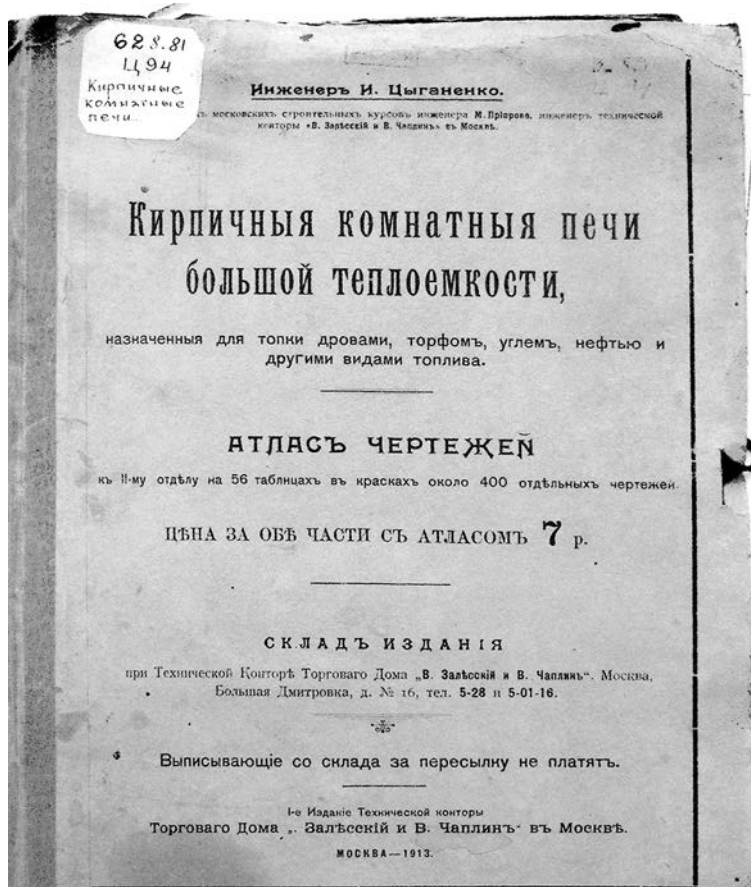 628.81
Ц94
Кирпичные
комнатные
печи
Инженеръ И. Цыганенко.
московскихъ строительныхъ курсовъ инженера М. Пріорова, инженеръ технической
конторы «В. Залѣсскій и В. Чаплинъ» въ Москвѣ.
Кирпичныя комнатныя печи
большой теплоемкости,
назначенныя для топки дровами, торфомъ, углемъ, нефтью и
другими видами топлива.
АТЛАСЪ ЧЕРТЕЖЕЙ
къ II-му отдѣлу на 56 таблицахъ въ краскахъ около 400 отдѣльныхъ чертежей.
ЦѢНА ЗА ОБѢ ЧАСТИ СЪ АТЛАСОМЪ 7 р.
СКЛАДЪ ИЗДАНІЯ
при Технической Конторѣ Торговаго Дома „В. Залѣсскій и В. Чаплинъ“. Москва,
Большая Дмитровка, д. № 16, тел. 5-28 и 5-01-16.
Выписывающіе со склада за пересылку не платятъ.
I-е Изданіе Технической конторы
Торговаго Дома „. Залѣсскій и В. Чаплинъ“ въ Москвѣ.
МОСКВА—1913.